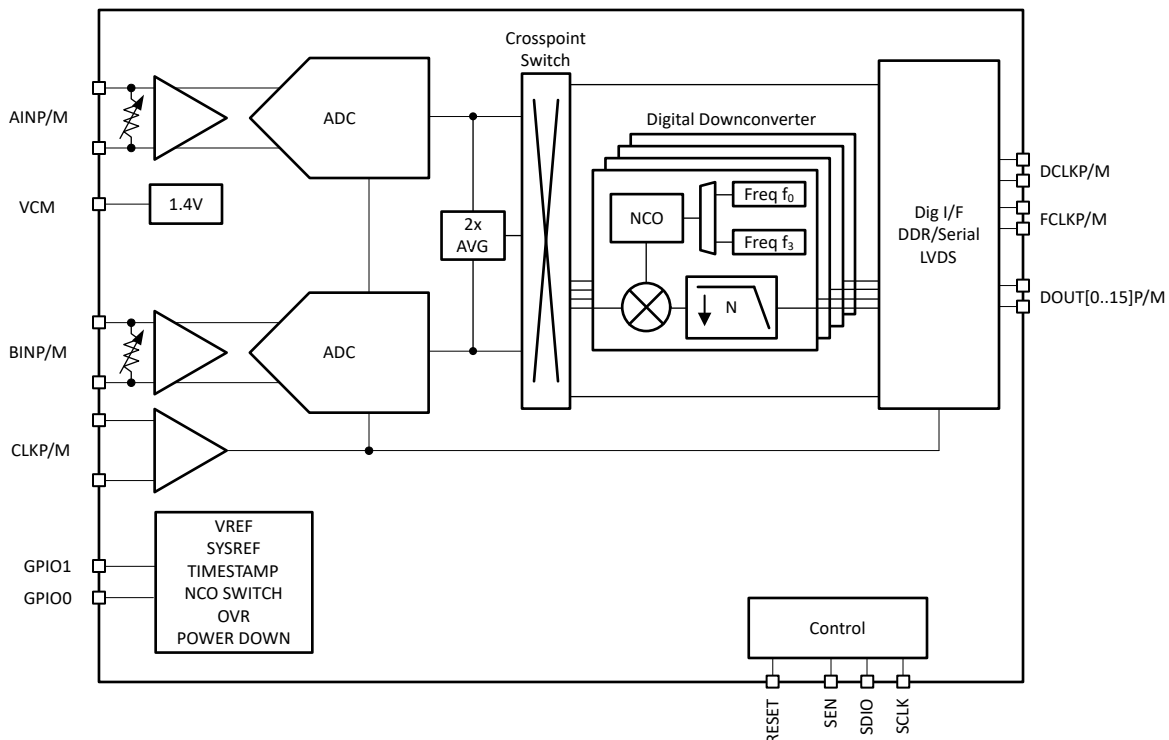 Crosspoint
Switch
AINP/M
ADC
Digital Downconverter
DCLKP/M
VCM
1.4V
2x
AVG
NCO
Freq f₀
Freq f₃
Dig I/F
DDR/Serial
LVDS
FCLKP/M
N
DOUT[0..15]P/M
BINP/M
ADC
CLKP/M
VREF
SYSREF
TIMESTAMP
NCO SWITCH
OVR
POWER DOWN
GPIO1
GPIO0
Control
RESET
SEN
SDIO
SCLK